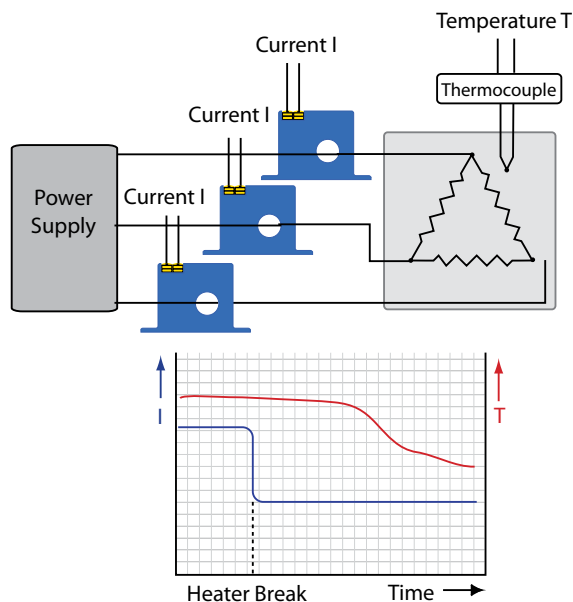 Temperature T
Current I
Thermocouple
Current I
Power
Supply
Current I
I
T
Heater Break
Time